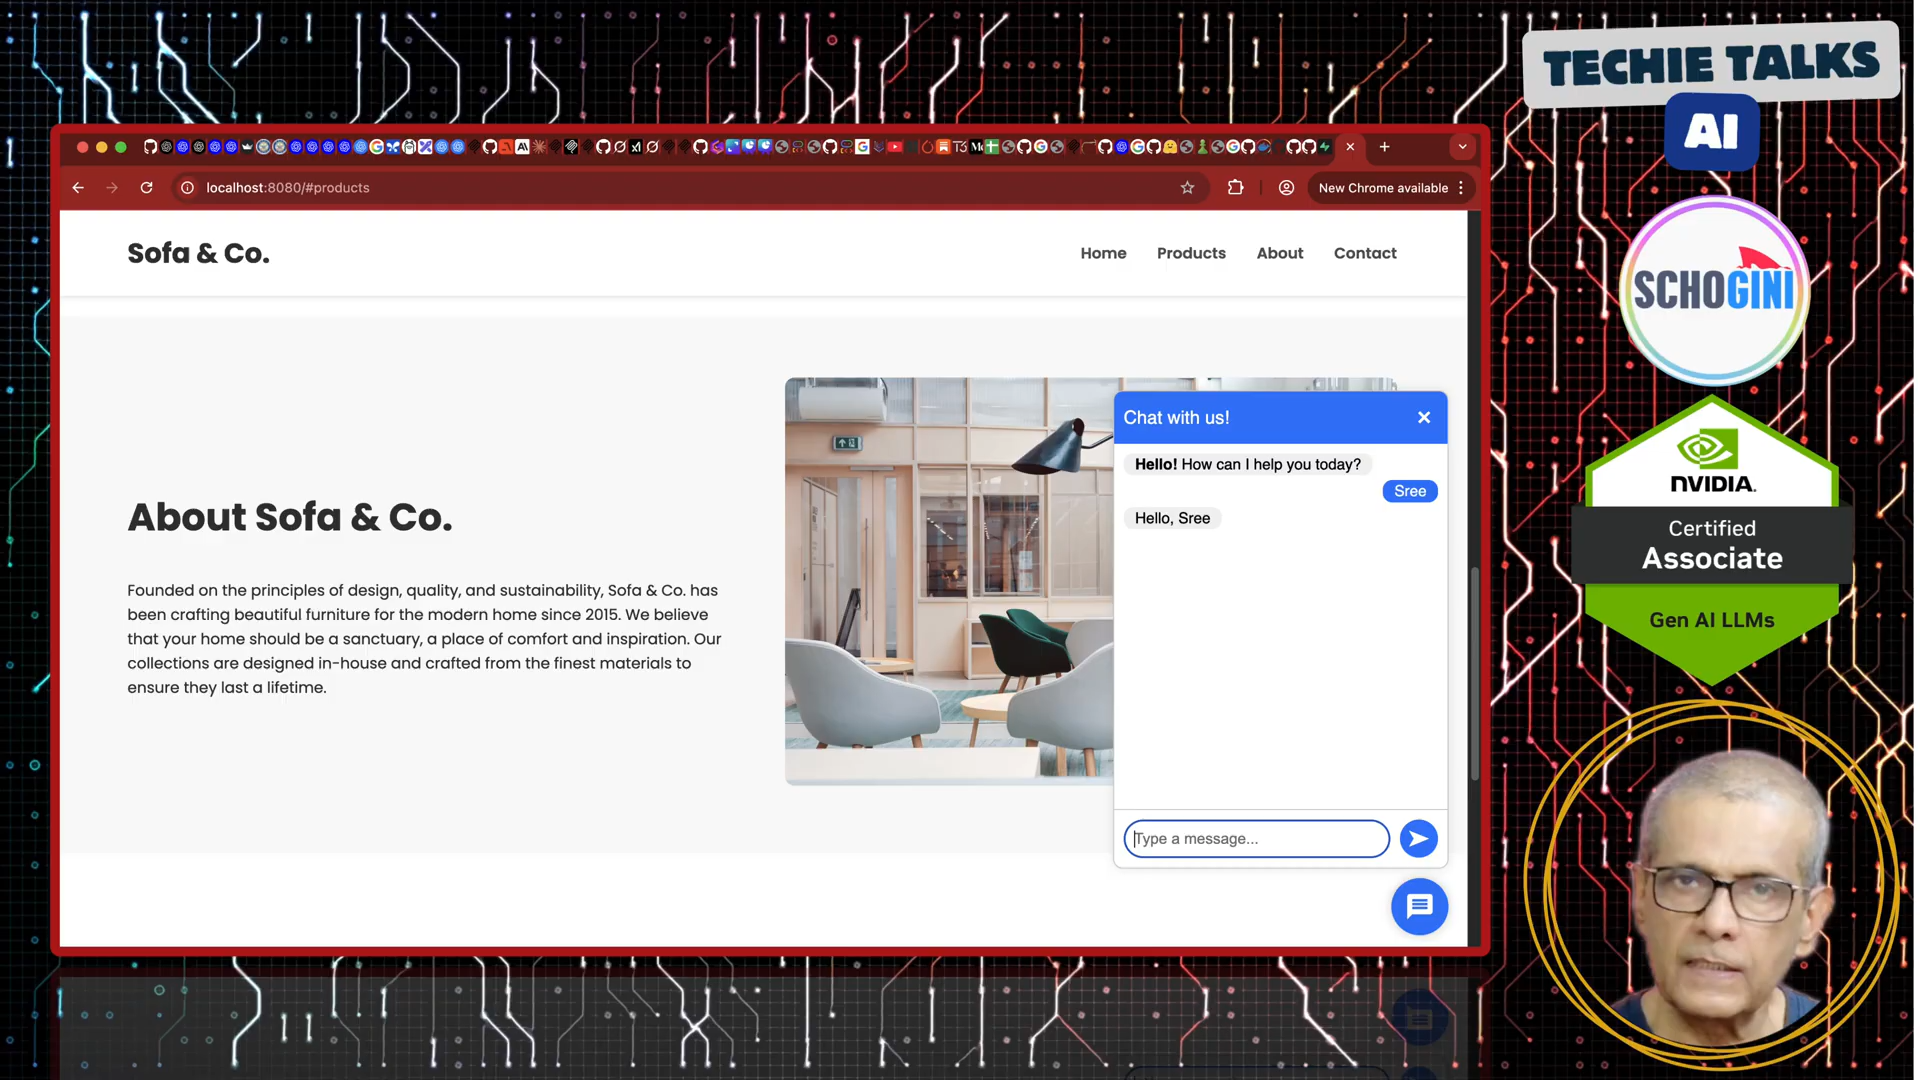 TECHIE TALKS
AI
SCHOGINI
NVIDIA.
Certified
Associate
Gen AI LLMs
localhost:8080/#products
New Chrome available
Sofa & Co.
Home Products About Contact
About Sofa & Co.
Founded on the principles of design, quality, and sustainability, Sofa & Co. has
been crafting beautiful furniture for the modern home since 2015. We believe
that your home should be a sanctuary, a place of comfort and inspiration. Our
collections are designed in-house and crafted from the finest materials to
ensure they last a lifetime.
Chat with us!
Hello! How can I help you today?
Sree
Hello, Sree
Type a message...